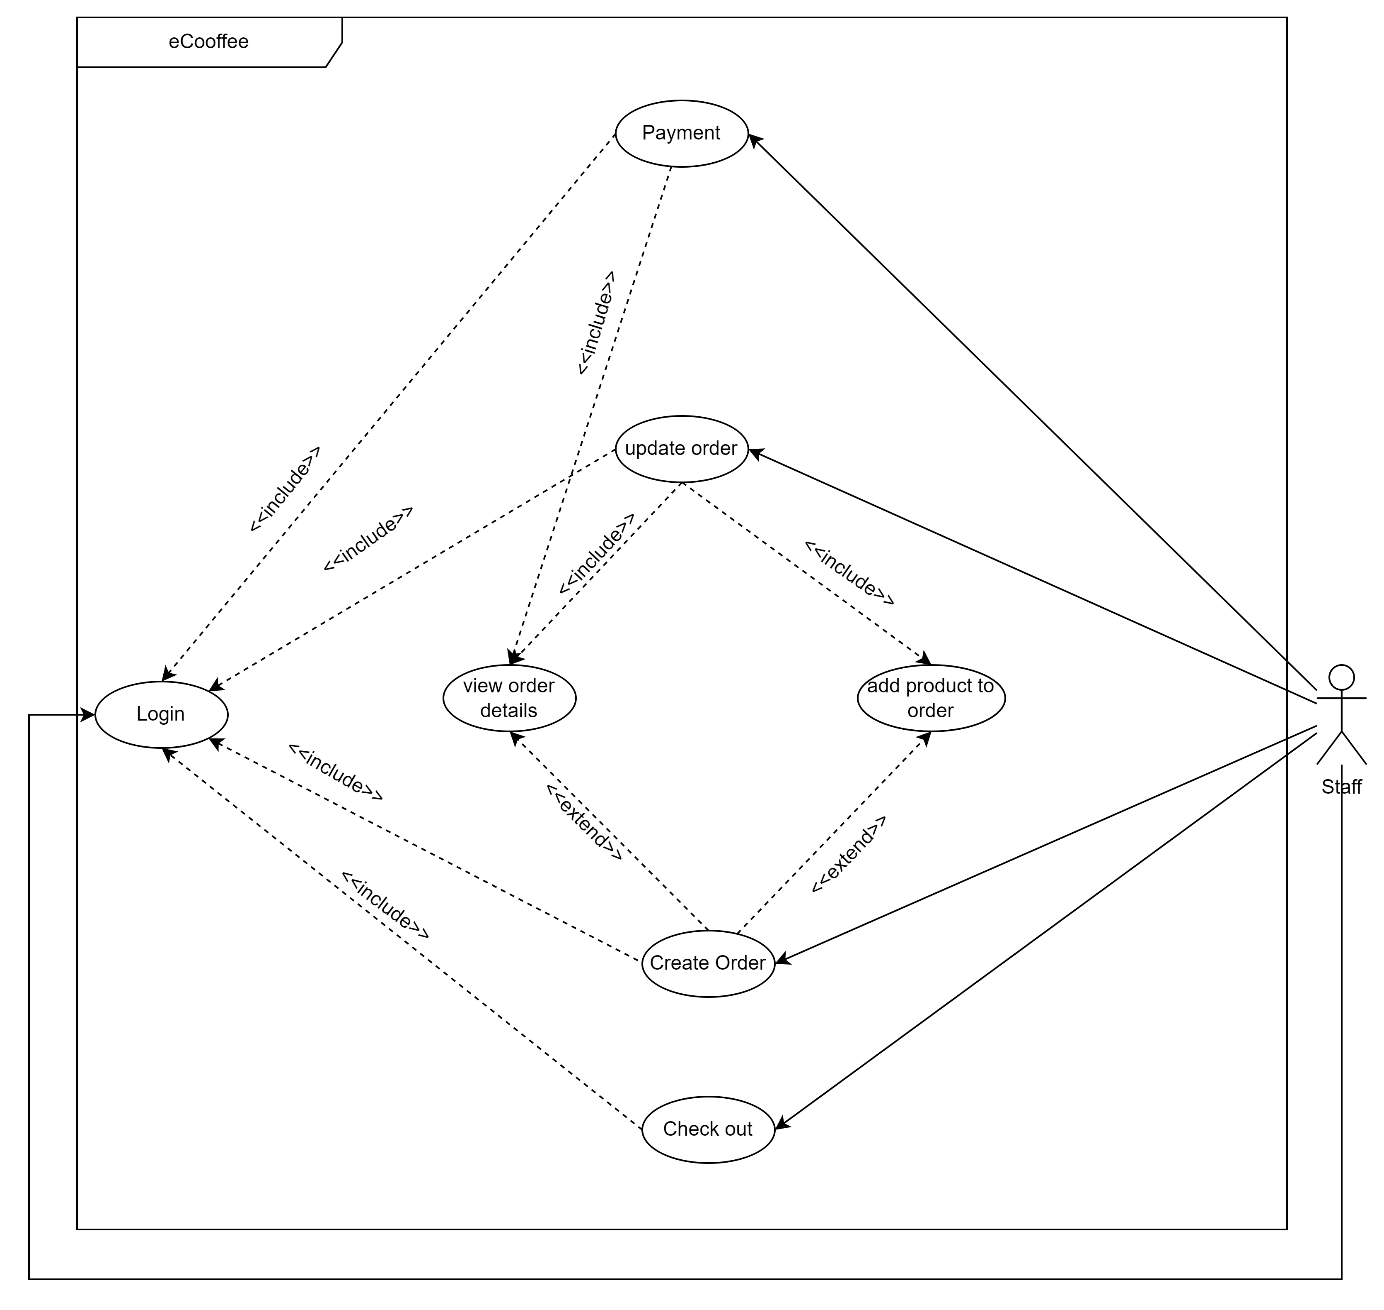 eCooffee
Payment
<<include>>
update order
<<include>>
<<include>>
<<include>>
<<include>>
view order
details
add product to
order
Login
<<include>>
Staff
<<extend>>
<<extend>>
<<include>>
Create Order
Check out